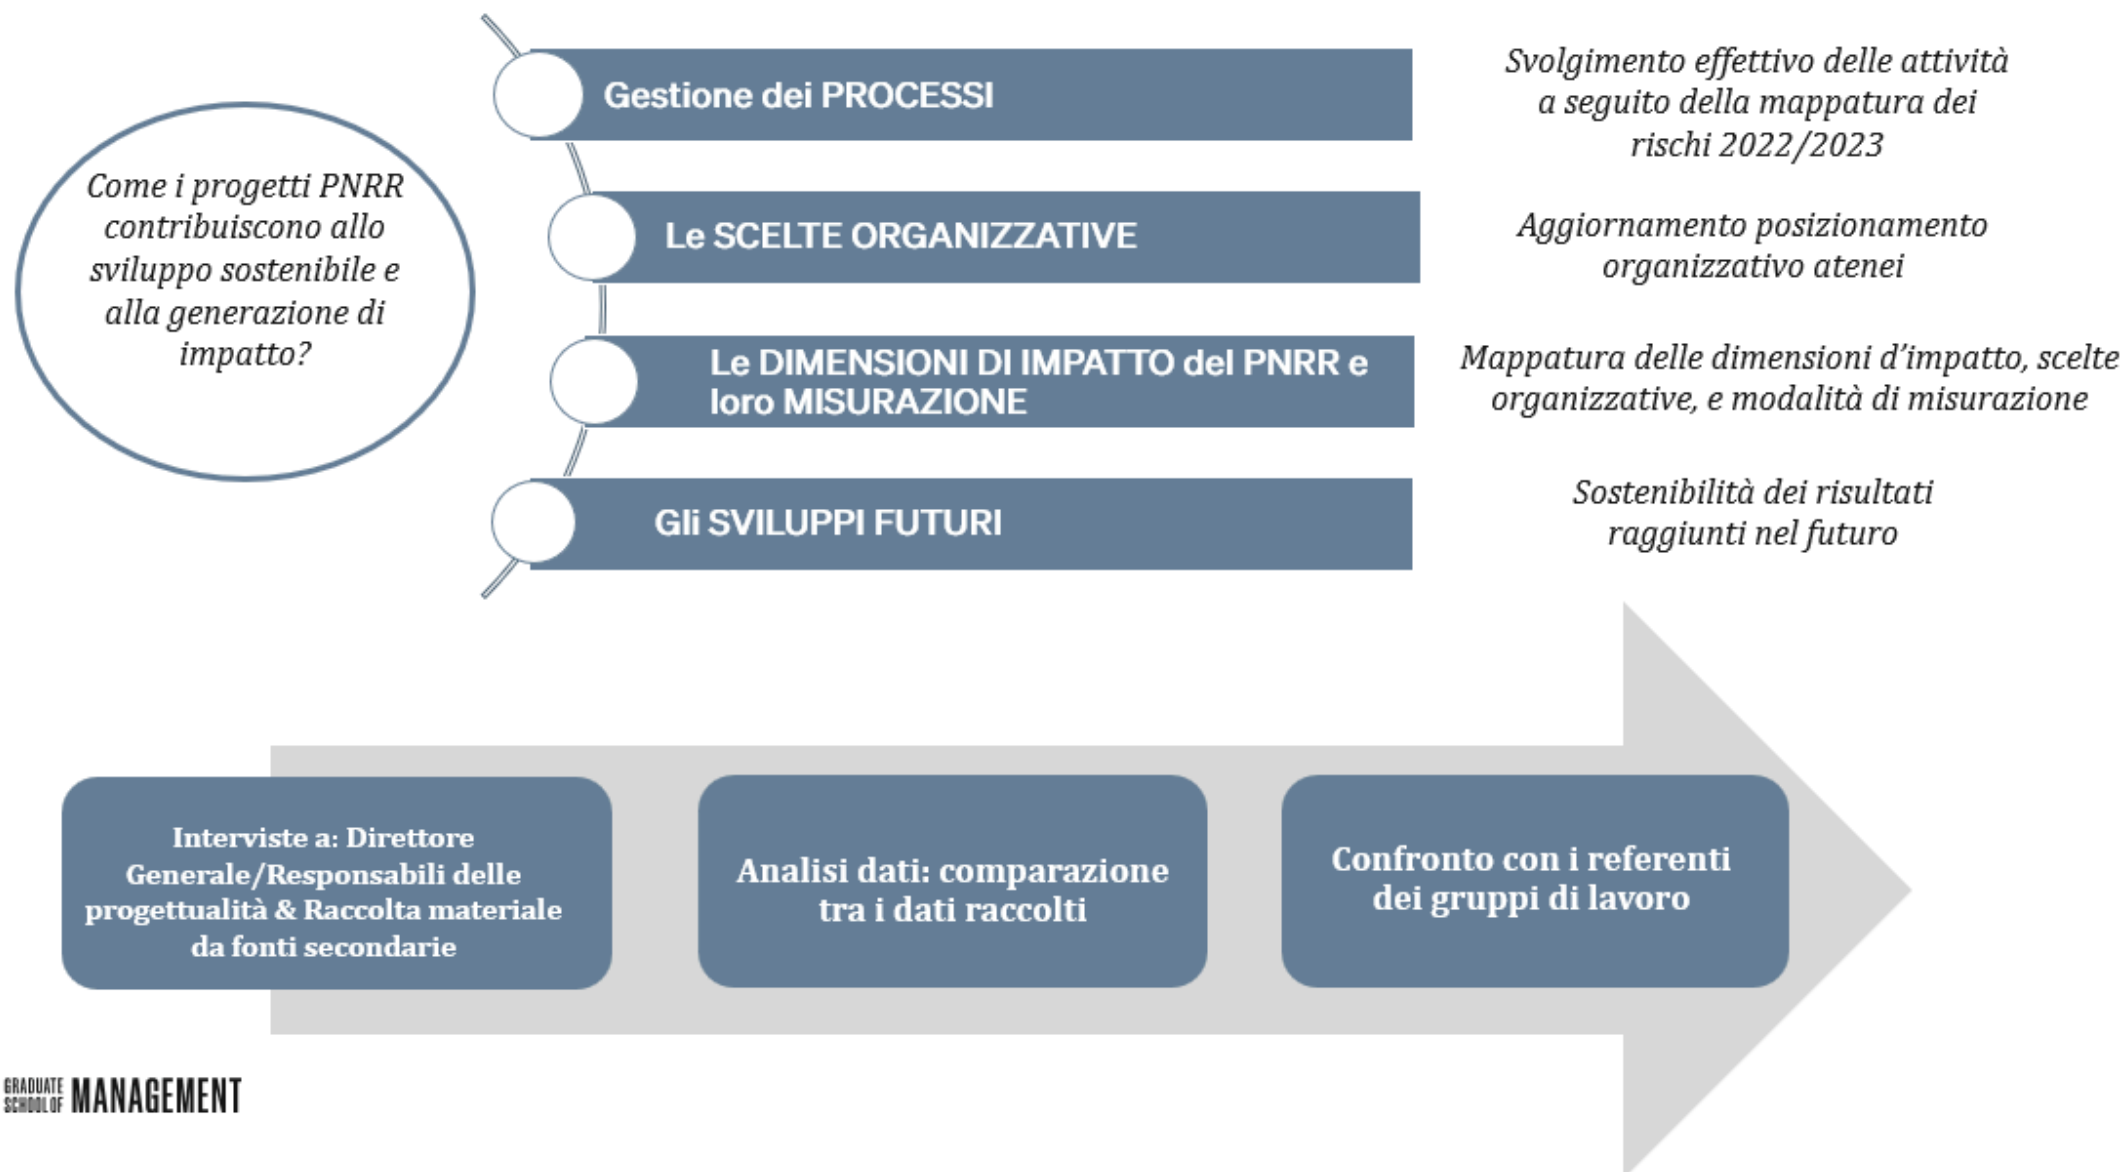 Come i progetti PNRR
contribuiscono allo
sviluppo sostenibile e
alla generazione di
impatto?
Gestione dei PROCESSI
Svolgimento effettivo delle attività
a seguito della mappatura dei
rischi 2022/2023
Le SCELTE ORGANIZZATIVE
Aggiornamento posizionamento
organizzativo atenei
Le DIMENSIONI DI IMPATTO del PNRR e
loro MISURAZIONE
Mappatura delle dimensioni d'impatto, scelte
organizzative, e modalità di misurazione
Gli SVILUPPI FUTURI
Sostenibilità dei risultati
raggiunti nel futuro
Interviste a: Direttore
Generale/Responsabili delle
progettualità & Raccolta materiale
da fonti secondarie
Analisi dati: comparazione
tra i dati raccolti
Confronto con i referenti
dei gruppi di lavoro
GRADUATE
SCHOOL OF MANAGEMENT